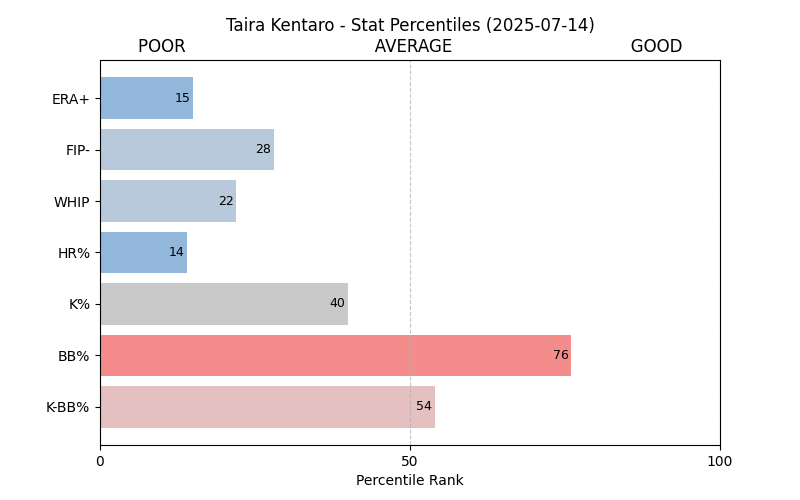 Taira Kentaro - Stat Percentiles (2025-07-14)
POOR AVERAGE GOOD
ERA+ 15
FIP- 28
WHIP 22
HR% 14
K% 40
BB% 76
K-BB% 54
0 50 100
Percentile Rank